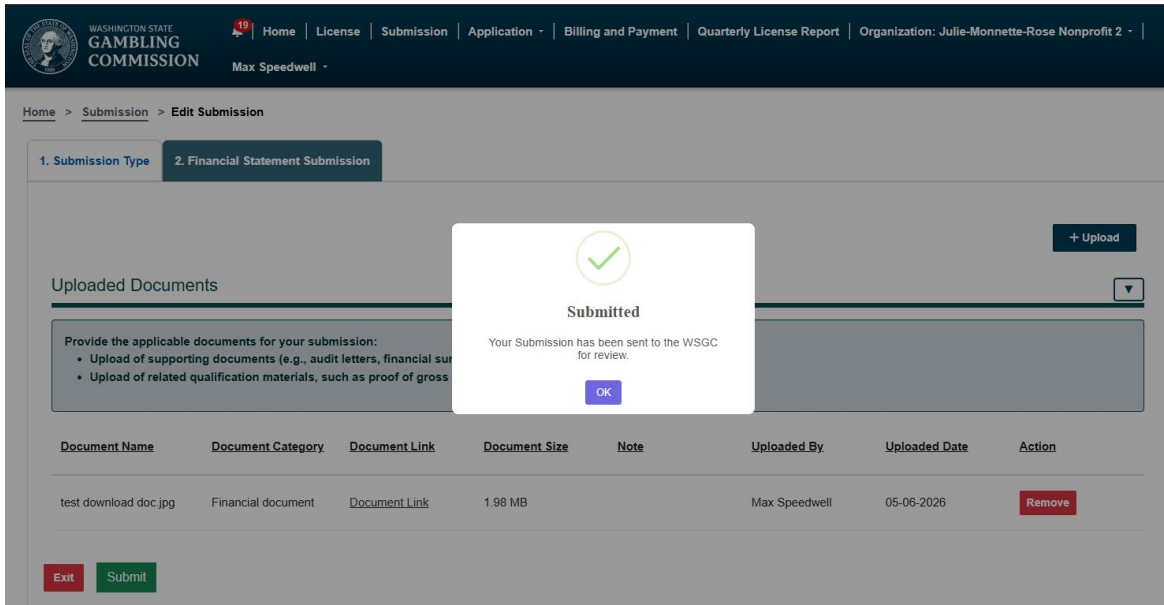 WASHINGTON STATE
GAMBLING
COMMISSION
19
Home | License | Submission | Application - | Billing and Payment | Quarterly License Report | Organization: Julie-Monnette-Rose Nonprofit 2 - |
Max Speedwell -
Home > Submission > Edit Submission
1. Submission Type
2. Financial Statement Submission
+ Upload
Uploaded Documents
Submitted
Your Submission has been sent to the WSGC
for review.
OK
Provide the applicable documents for your submission:
• Upload of supporting documents (e.g., audit letters, financial sur
• Upload of related qualification materials, such as proof of gross
Document Name Document Category Document Link Document Size Note Uploaded By Uploaded Date Action
test download doc.jpg Financial document Document Link 1.98 MB Max Speedwell 05-06-2026 Remove
Exit Submit